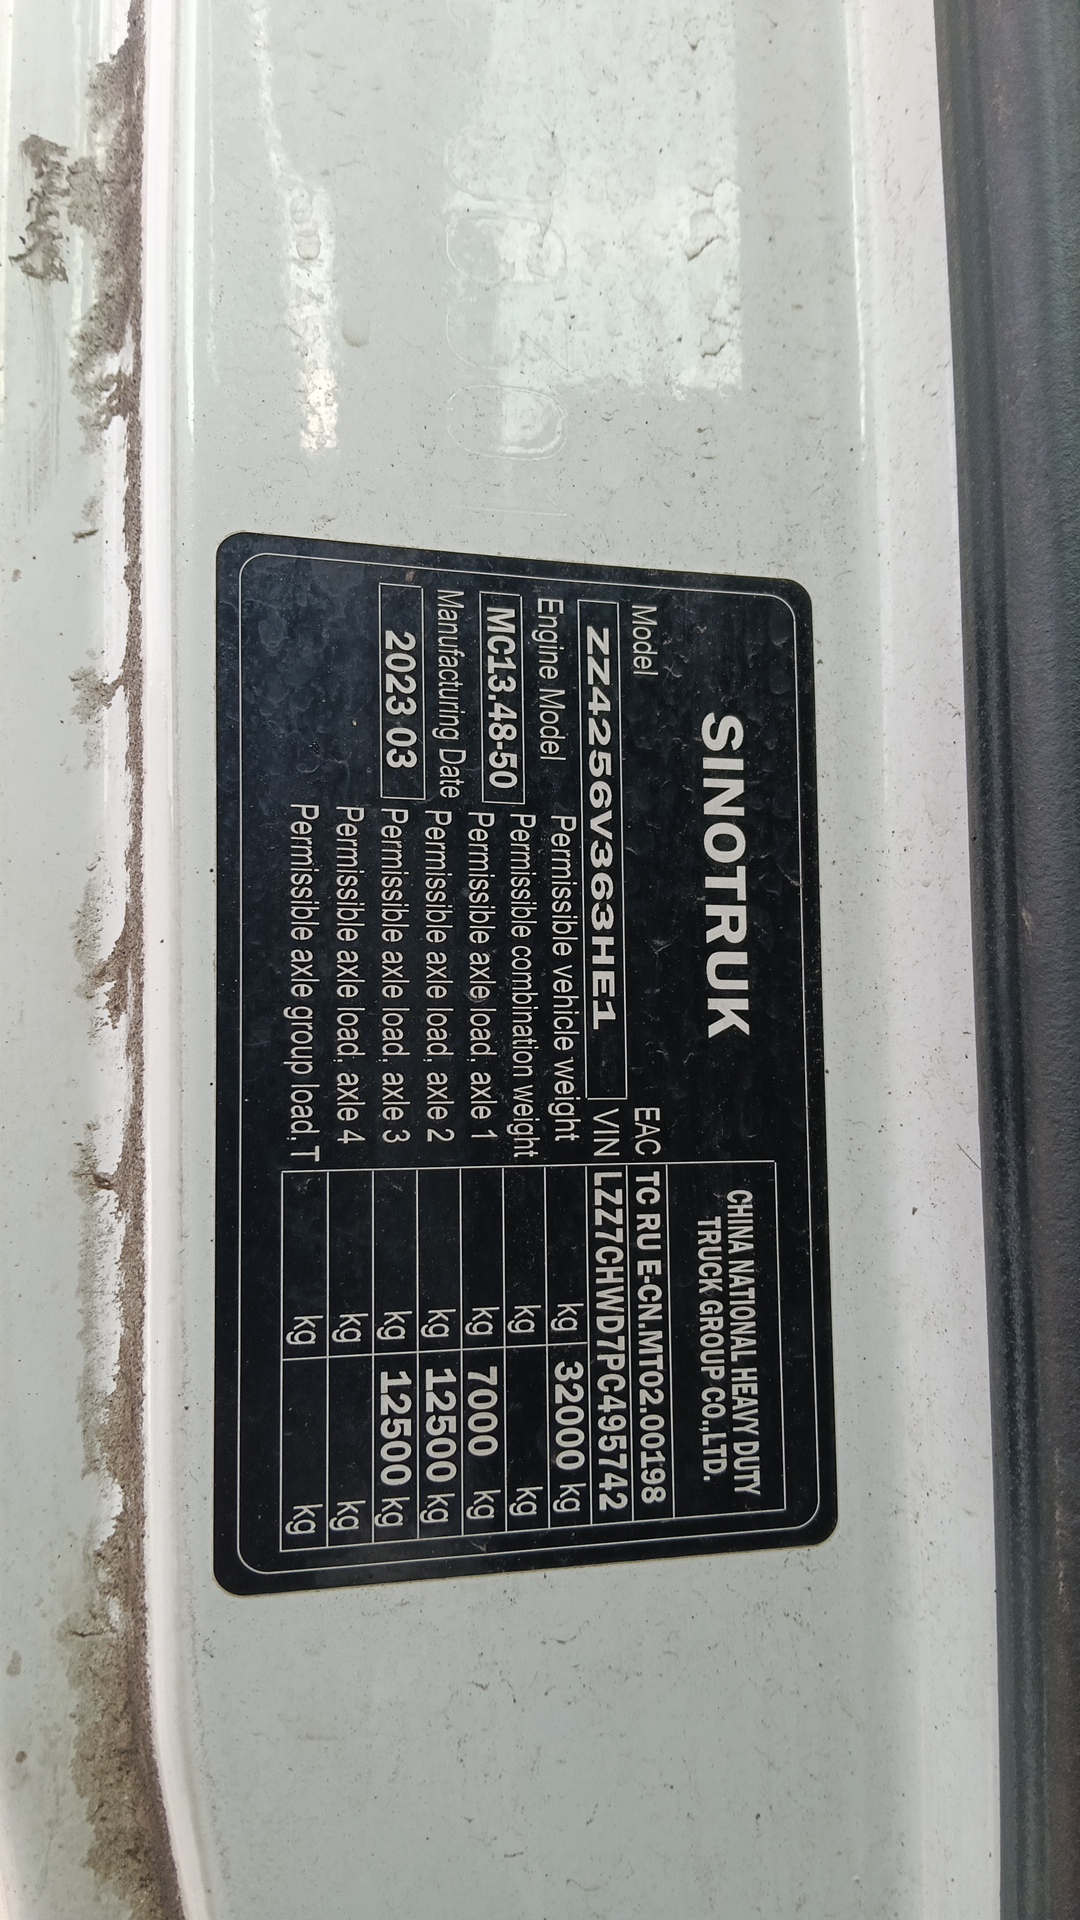 SINOTRUK
CHINA NATIONAL HEAVY DUTY
TRUCK GROUP CO.,LTD.
Model
EAC TC RU E-CN.MT02.00198
ZZ4256V363HE1
VIN LZZ7CHWD7PC495742
Engine Model
Permissible vehicle weight kg 32000 kg
MC13.48-50
Permissible combination weight kg kg
Permissible axle load, axle 1 kg 7000 kg
Manufacturing Date
Permissible axle load, axle 2 kg 12500 kg
2023 03
Permissible axle load, axle 3 kg 12500 kg
Permissible axle load, axle 4 kg kg
Permissible axle group load, T kg kg